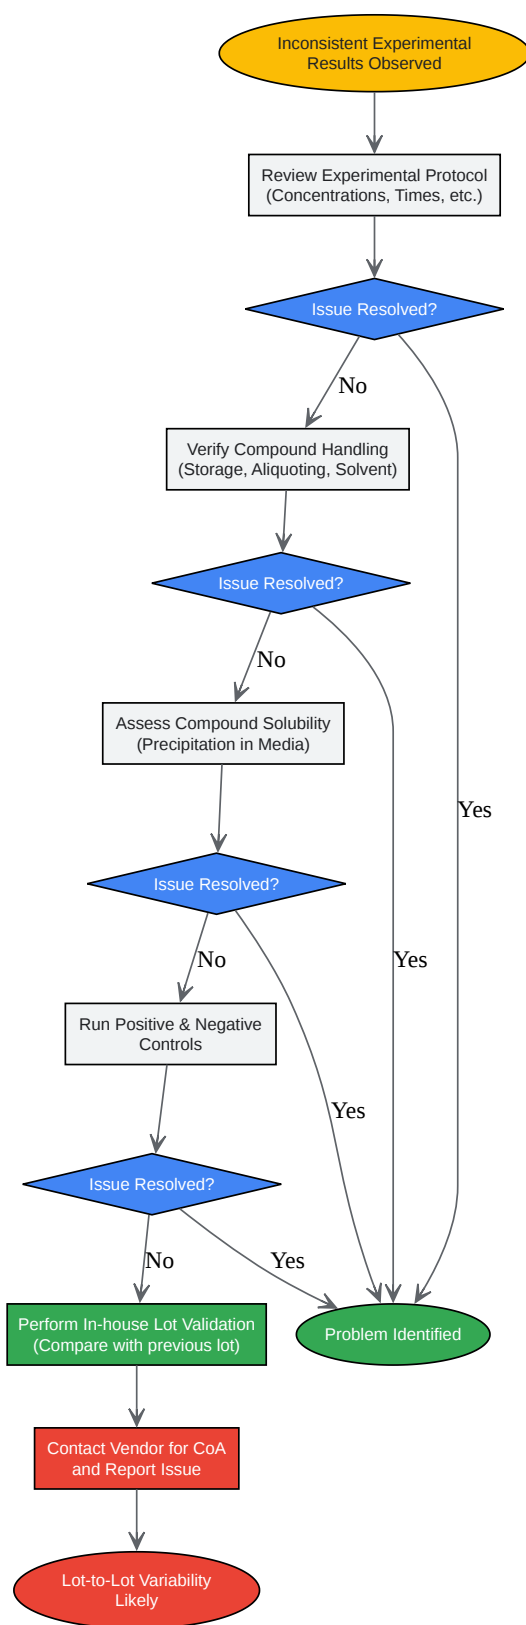 Inconsistent Experimental
Results Observed
Review Experimental Protocol
(Concentrations, Times, etc.)
Issue Resolved?
No
Verify Compound Handling
(Storage, Aliquoting, Solvent)
Issue Resolved?
No
Assess Compound Solubility
(Precipitation in Media)
Yes
Issue Resolved?
No
Yes
Run Positive & Negative
Controls
Yes
Issue Resolved?
No
Yes
Perform In-house Lot Validation
(Compare with previous lot)
Problem Identified
Contact Vendor for CoA
and Report Issue
Lot-to-Lot Variability
Likely